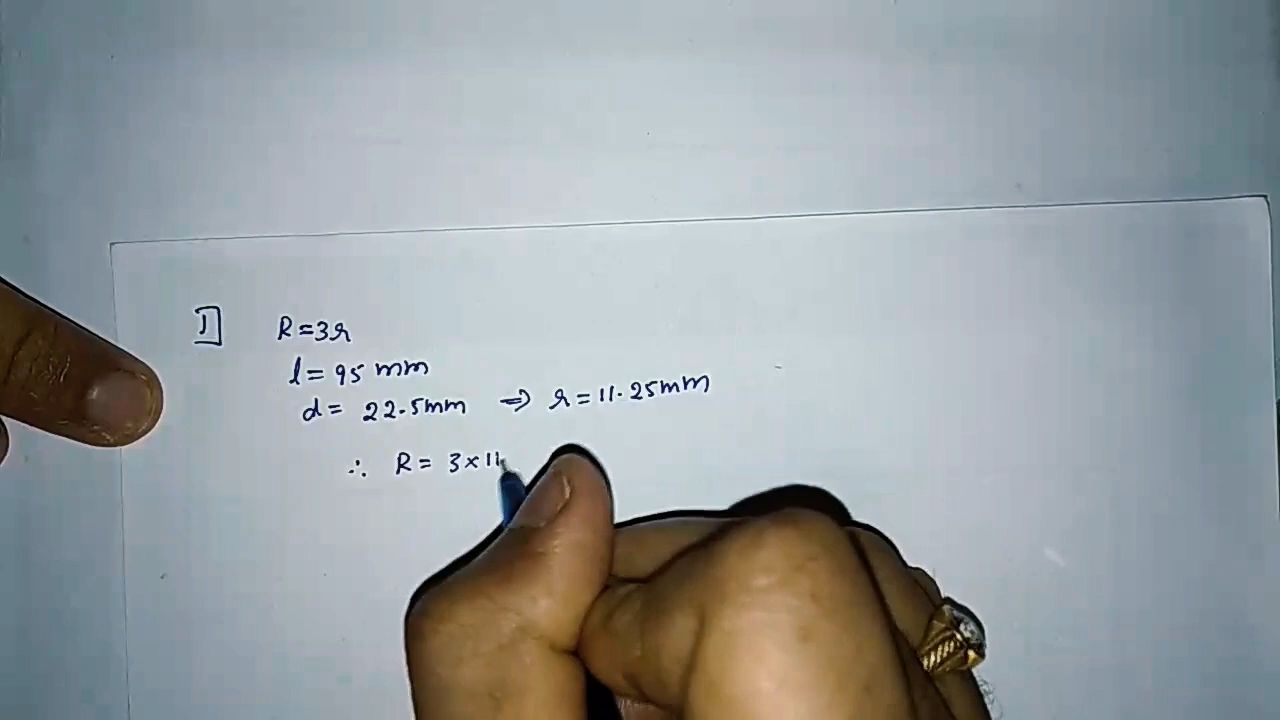 1] R = 3r
l = 95 mm
d = 22.5mm ⇒ r = 11.25mm
∴ R = 3 × 11